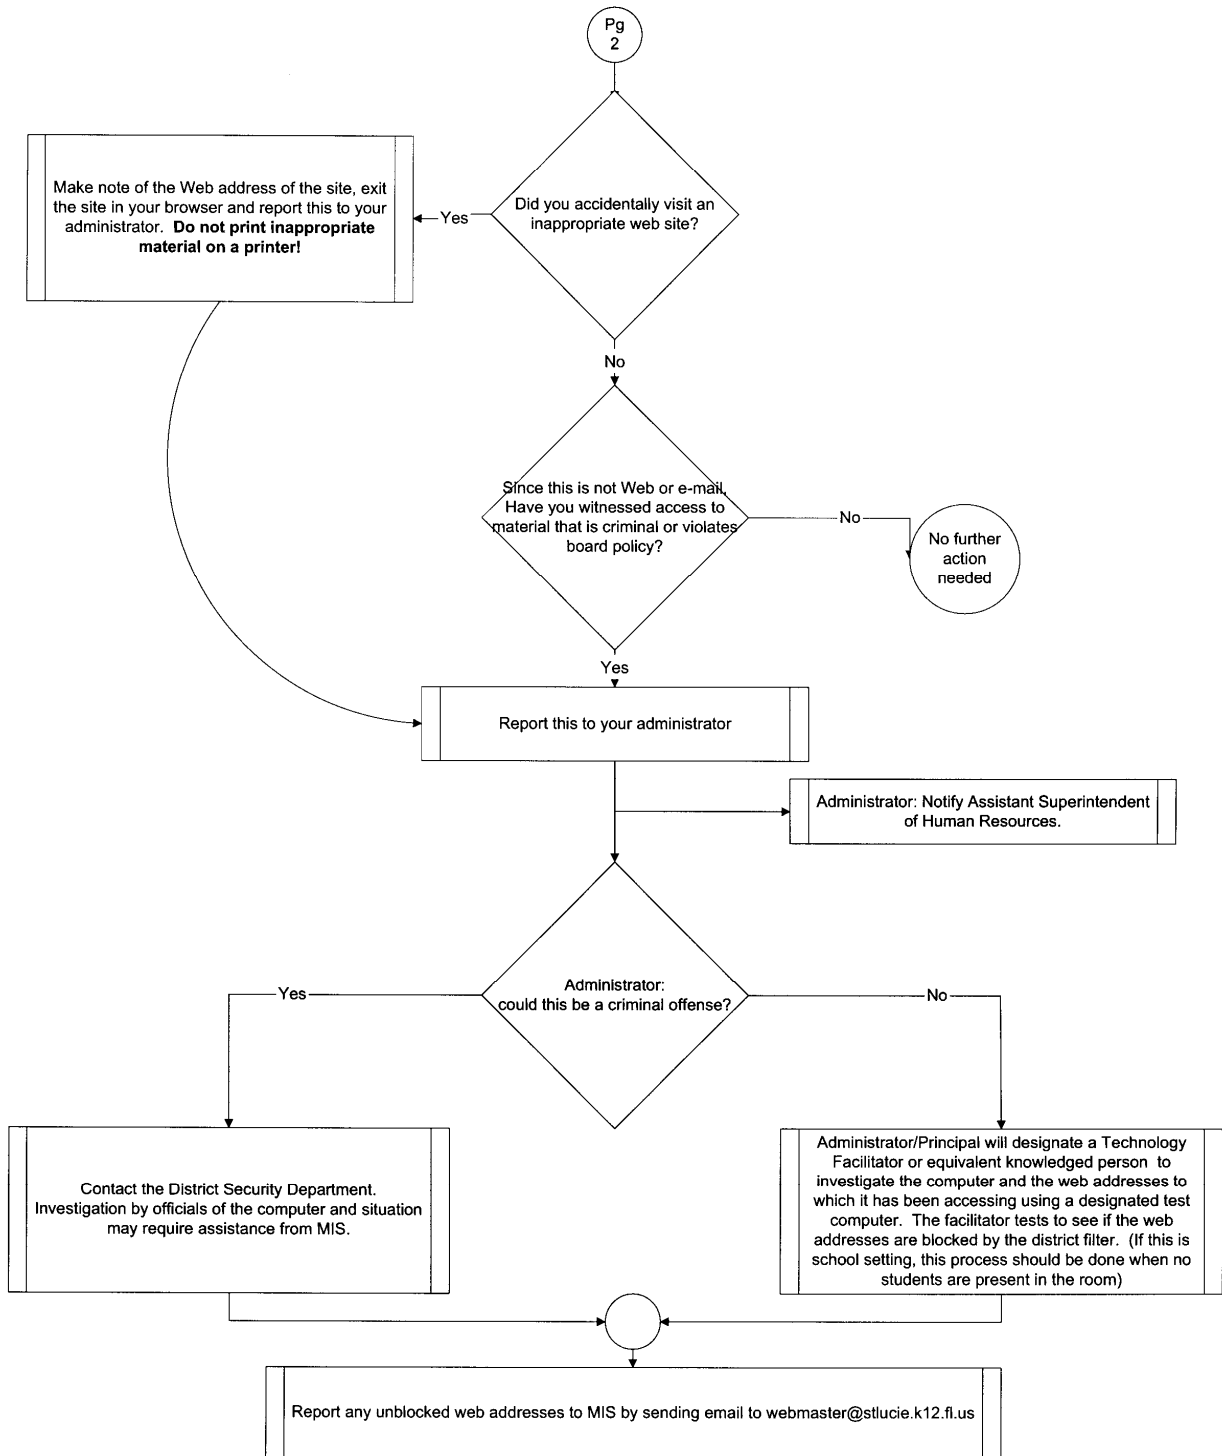 Pg
2
Did you accidentally visit an
inappropriate web site?
Yes
Make note of the Web address of the site, exit
the site in your browser and report this to your
administrator.  Do not print inappropriate
material on a printer!
No
Since this is not Web or e-mail,
Have you witnessed access to
material that is criminal or violates
board policy?
No
No further
action
needed
Yes
Report this to your administrator
Administrator: Notify Assistant Superintendent
of Human Resources.
Administrator:
could this be a criminal offense?
Yes
No
Contact the District Security Department.
Investigation by officials of the computer and situation
may require assistance from MIS.
Administrator/Principal will designate a Technology
Facilitator or equivalent knowledged person  to
investigate the computer and the web addresses to
which it has been accessing using a designated test
computer.  The facilitator tests to see if the web
addresses are blocked by the district filter.  (If this is
school setting, this process should be done when no
students are present in the room)
Report any unblocked web addresses to MIS by sending email to webmaster@stlucie.k12.fl.us